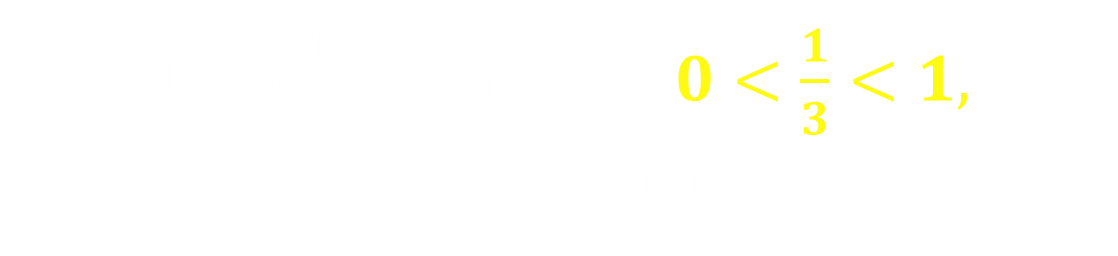 0 < 1/3 < 1,